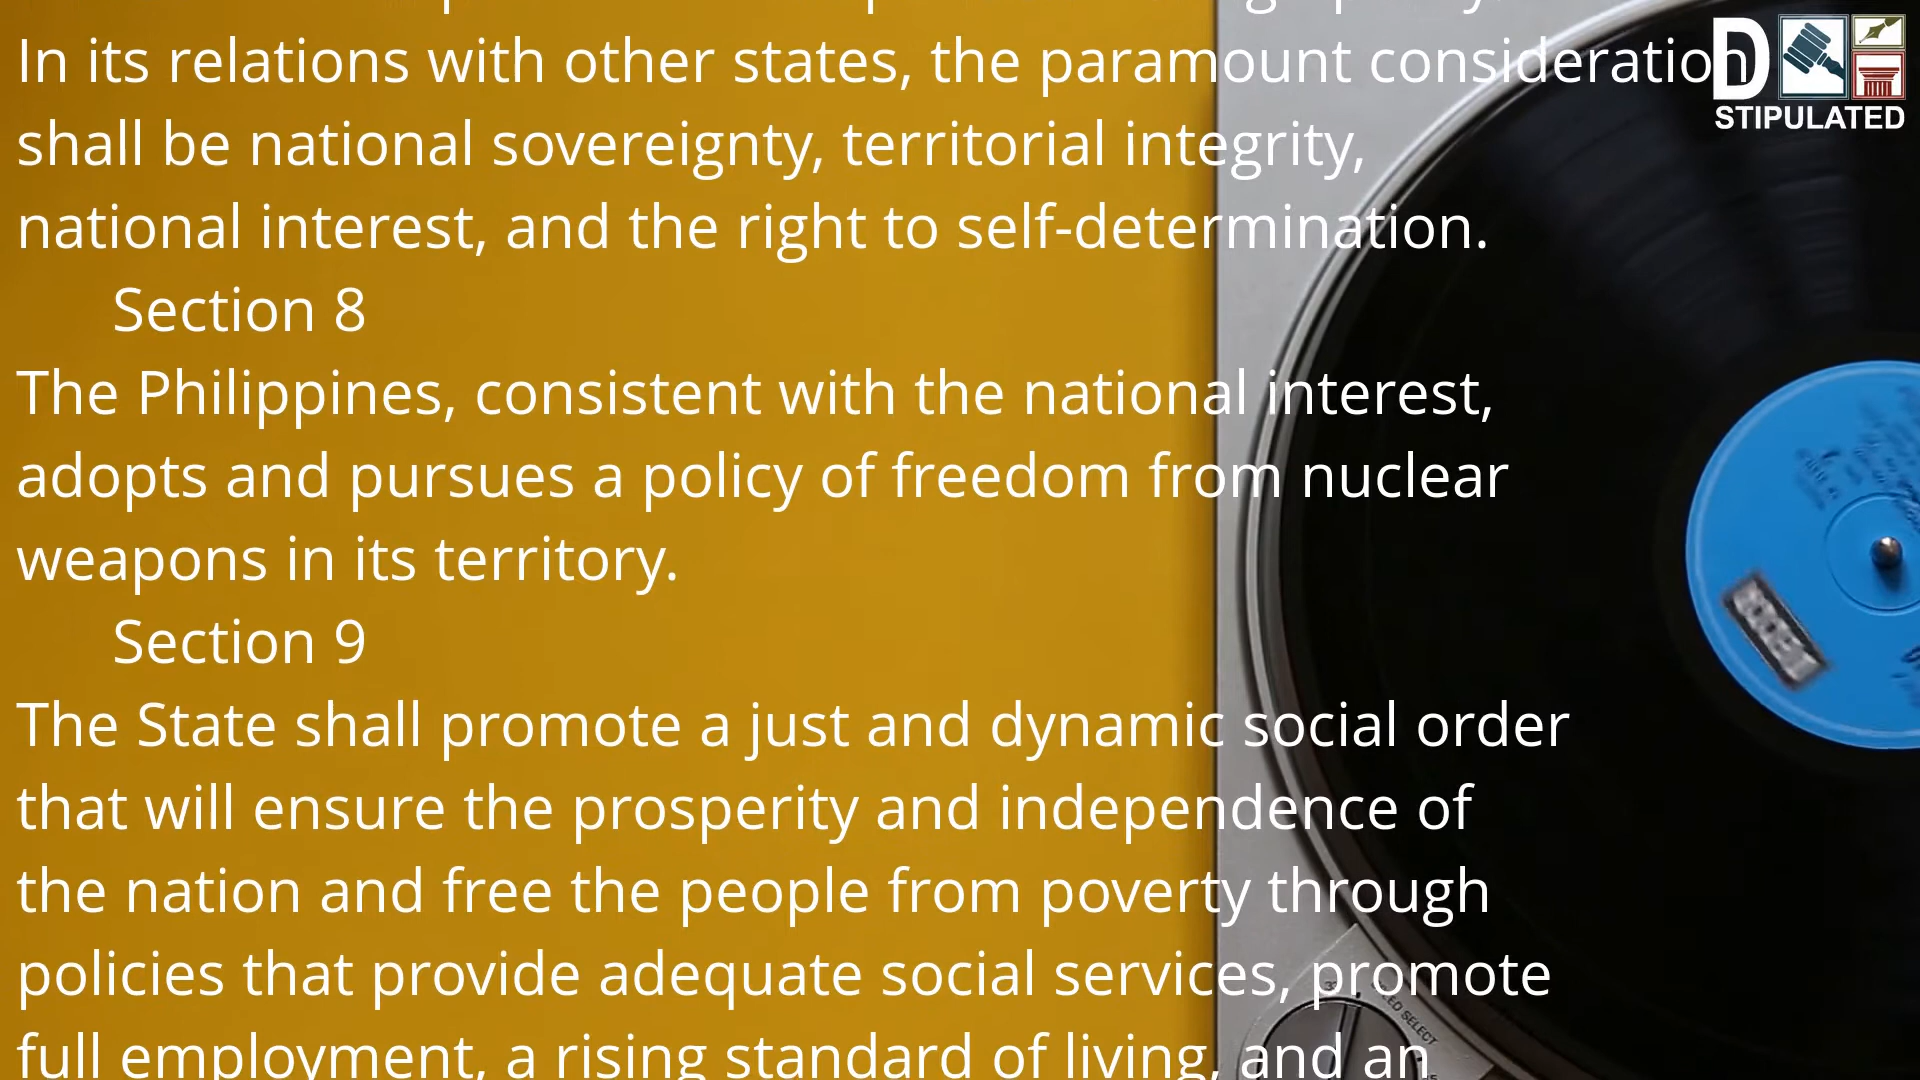 In its relations with other states, the paramount consideration
shall be national sovereignty, territorial integrity,
national interest, and the right to self-determination.
Section 8
The Philippines, consistent with the national interest,
adopts and pursues a policy of freedom from nuclear
weapons in its territory.
Section 9
The State shall promote a just and dynamic social order
that will ensure the prosperity and independence of
the nation and free the people from poverty through
policies that provide adequate social services, promote
full employment, a rising standard of living, and an
D
STIPULATED